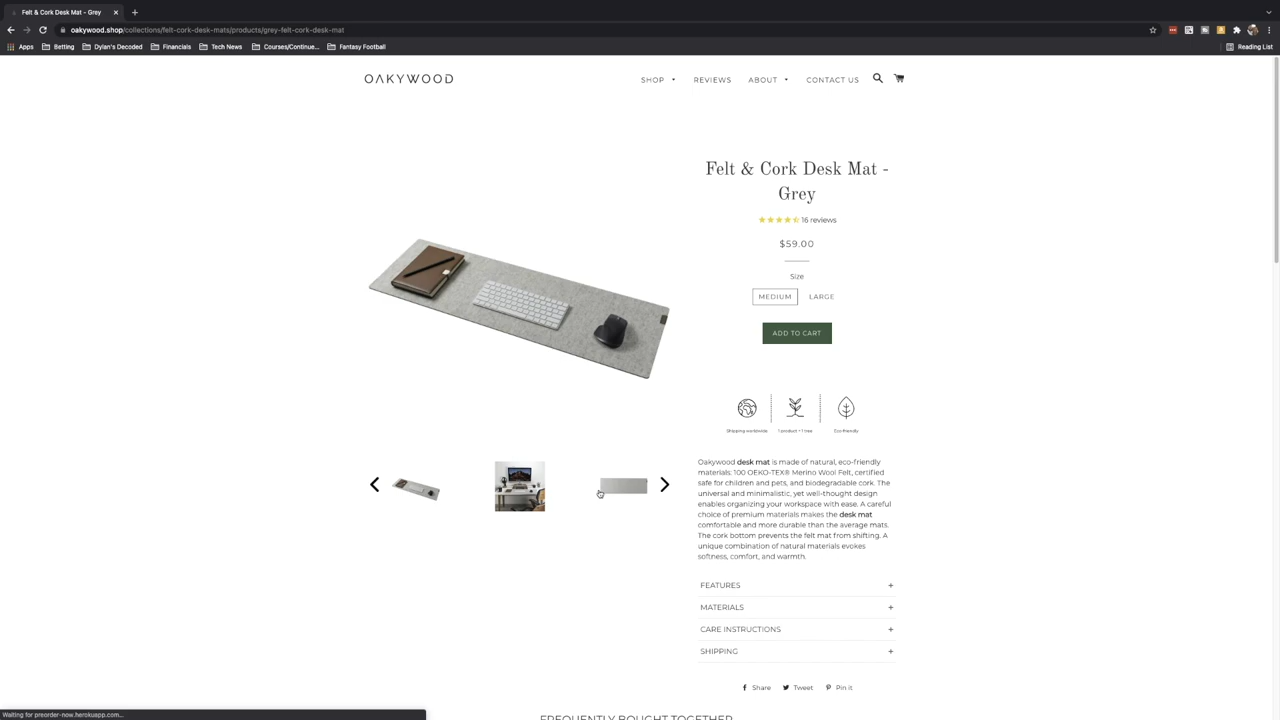 Felt & Cork Desk Mat - Grey
oakywood.shop/collections/felt-cork-desk-mats/products/grey-felt-cork-desk-mat
Apps
Betting
Dylan's Decoded
Financials
Tech News
Courses/Continue...
Fantasy Football
Reading List
OAKYWOOD
SHOP
REVIEWS
ABOUT
CONTACT US
Felt & Cork Desk Mat -
Grey
16 reviews
$59.00
Size
MEDIUM
LARGE
ADD TO CART
Shipping worldwide
1 product = 1 tree
Eco friendly
Oakywood desk mat is made of natural, eco-friendly
materials: 100 OEKO-TEX® Merino Wool Felt, certified
safe for children and pets, and biodegradable cork. The
universal and minimalistic, yet well-thought design
enables organizing your workspace with ease. A careful
choice of premium materials makes the desk mat
comfortable and more durable than the average mats.
The cork bottom prevents the felt mat from shifting. A
unique combination of natural materials evokes
softness, comfort, and warmth.
FEATURES +
MATERIALS +
CARE INSTRUCTIONS +
SHIPPING +
Share
Tweet
Pin it
FREQUENTLY BOUGHT TOGETHER
Waiting for preorder-now.herokuapp.com...